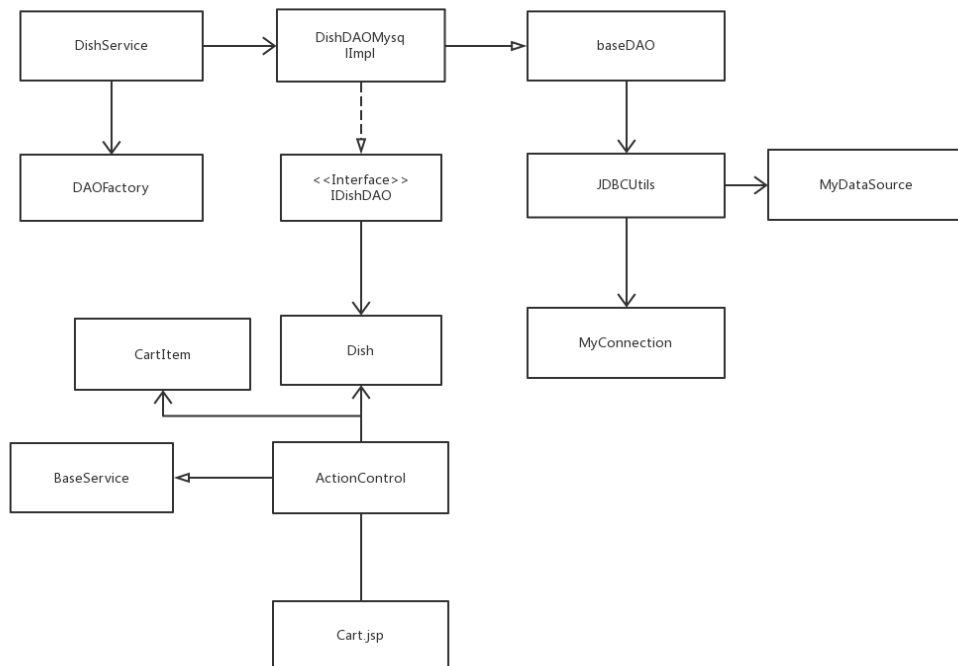 DishService
DishDAOMysq
lImpl
baseDAO
DAOFactory
<<Interface>>
IDishDAO
JDBCUtils
MyDataSource
CartItem
Dish
MyConnection
BaseService
ActionControl
Cart.jsp